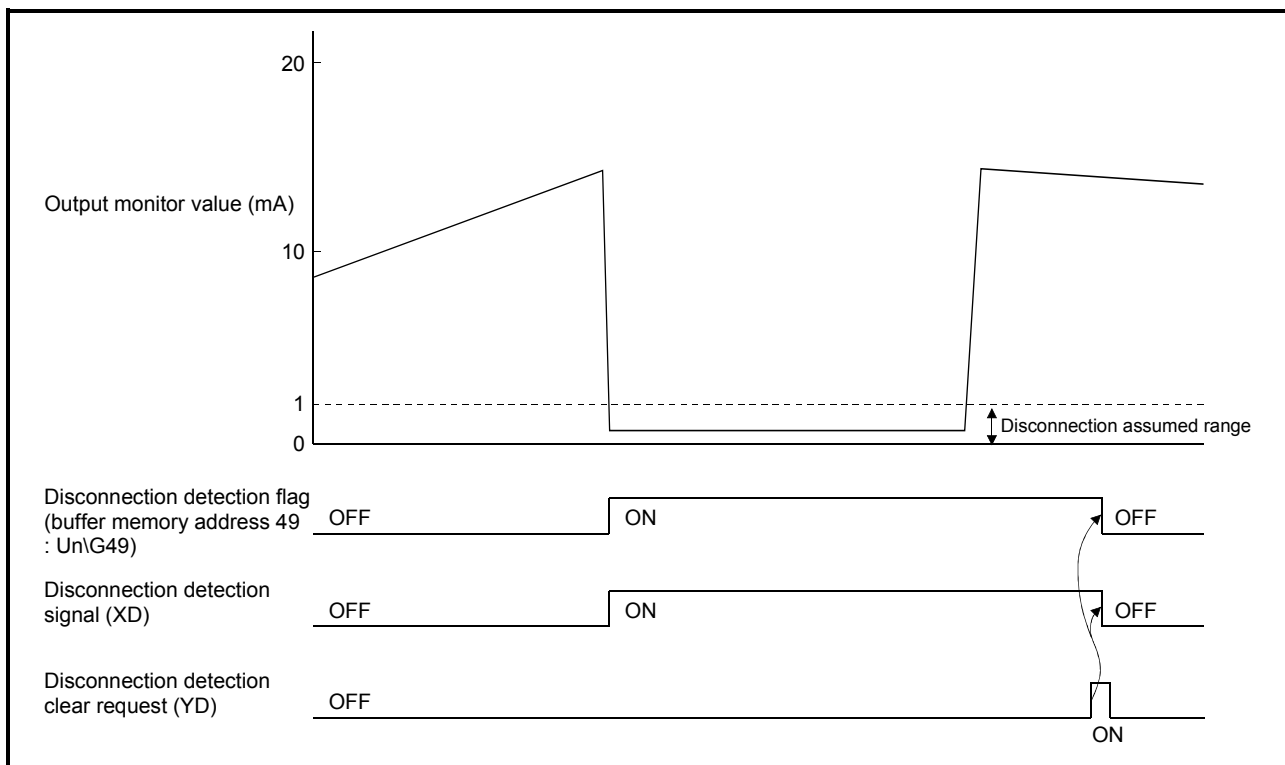 20
Output monitor value (mA)
10
1
Disconnection assumed range
0
Disconnection detection flag
(buffer memory address 49
: Un\G49)
OFF
ON
OFF
Disconnection detection
signal (XD)
OFF
ON
OFF
Disconnection detection
clear request (YD)
OFF
ON